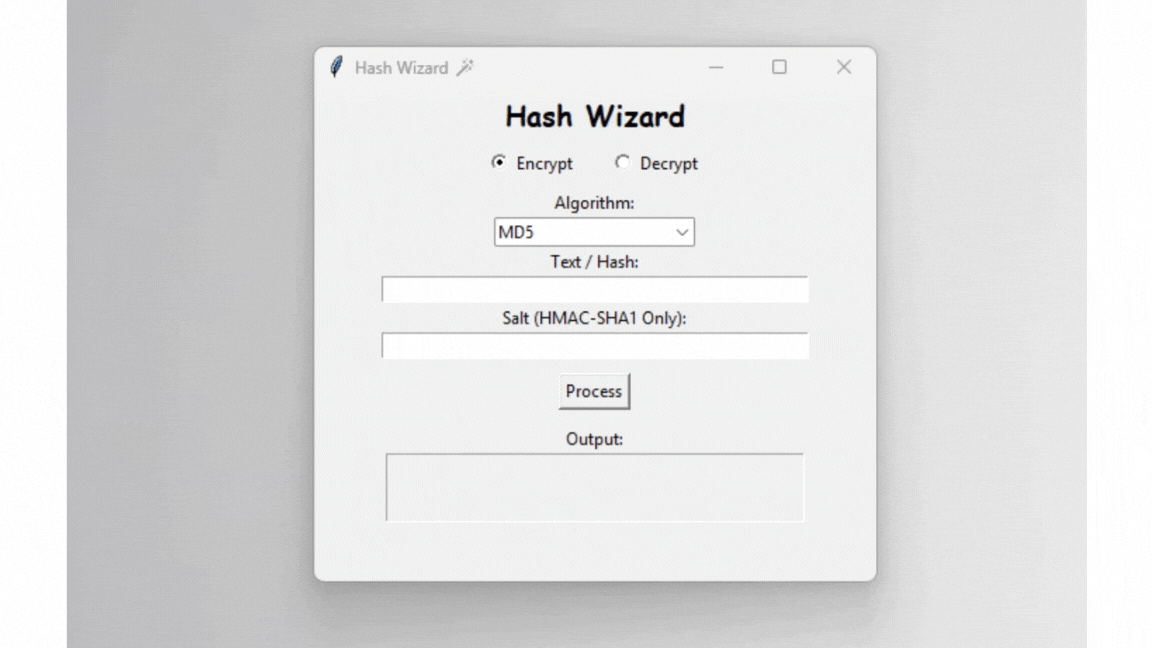 Hash Wizard 🪄
Hash Wizard
Encrypt Decrypt
Algorithm:
MD5
Text / Hash:
Salt (HMAC-SHA1 Only):
Process
Output: